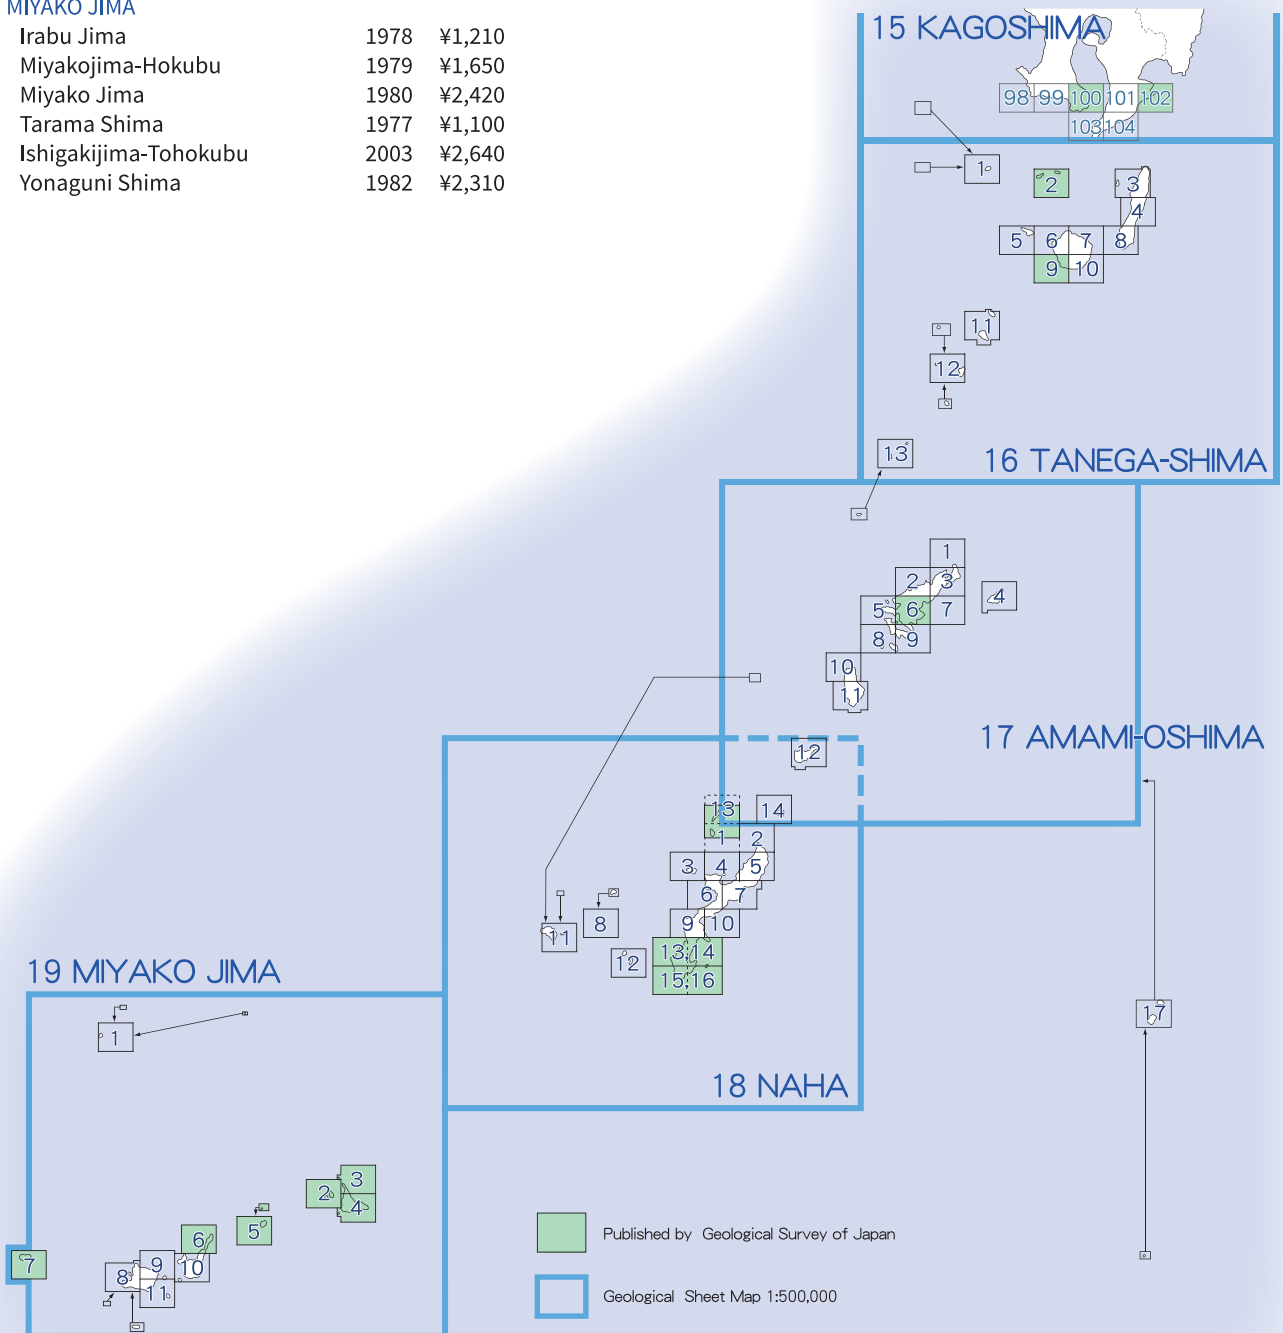 MIYAKO JIMA
Irabu Jima 1978 ¥1,210
Miyakojima-Hokubu 1979 ¥1,650
Miyako Jima 1980 ¥2,420
Tarama Shima 1977 ¥1,100
Ishigakijima-Tohokubu 2003 ¥2,640
Yonaguni Shima 1982 ¥2,310
15 KAGOSHIMA
98 99 100 101 102
103 104
1 2 3
4
5 6 7 8
9 10
11
12
13
16 TANEGA-SHIMA
1
2 3
4
5 6 7
8 9
10
11
17 AMAMI-OSHIMA
12
13 14
1 2
3 4 5
6 7
8 9 10
11
12
13,14
15,16
17
18 NAHA
19 MIYAKO JIMA
1
2 3
4
5
6
7
8 9 10
11
Published by Geological Survey of Japan
Geological Sheet Map 1:500,000